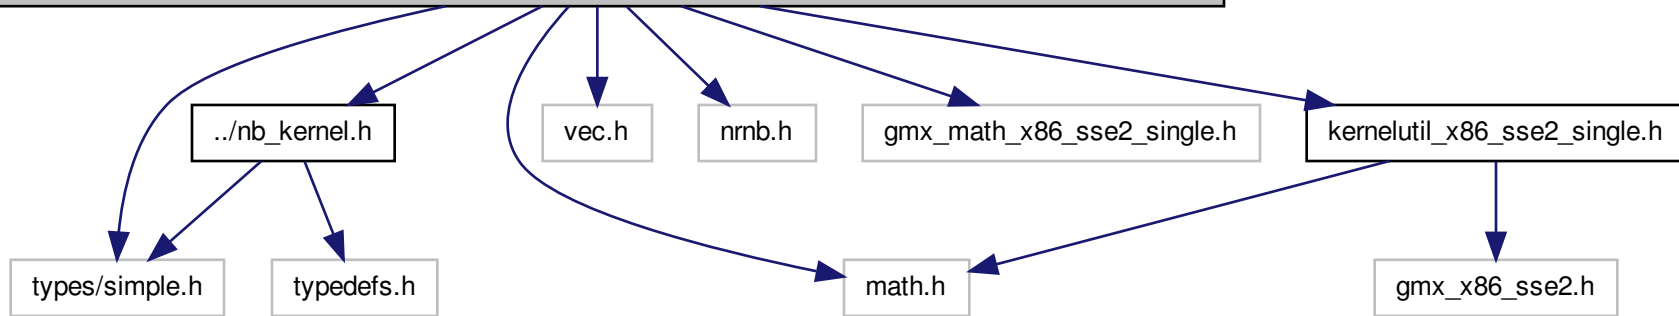 ../nb_kernel.h
vec.h
nrnb.h
gmx_math_x86_sse2_single.h
kernelutil_x86_sse2_single.h
types/simple.h
typedefs.h
math.h
gmx_x86_sse2.h